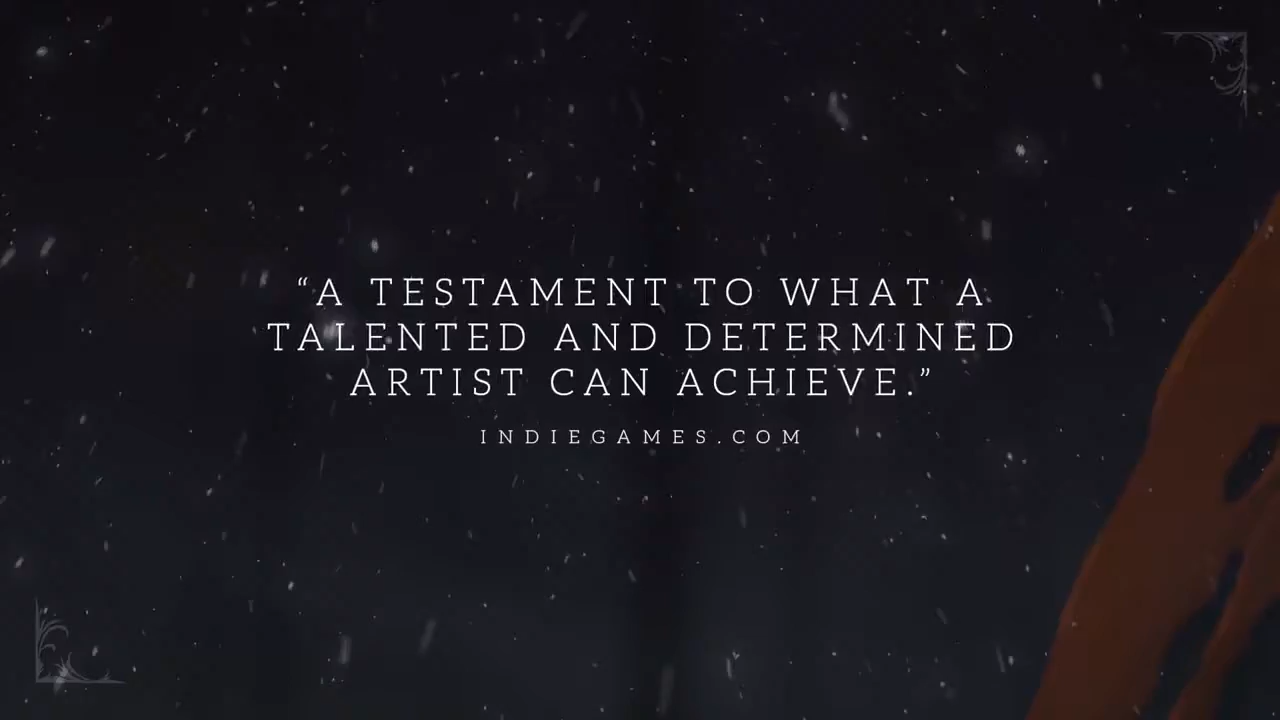 “A TESTAMENT TO WHAT A
TALENTED AND DETERMINED
ARTIST CAN ACHIEVE.”
INDIEGAMES.COM